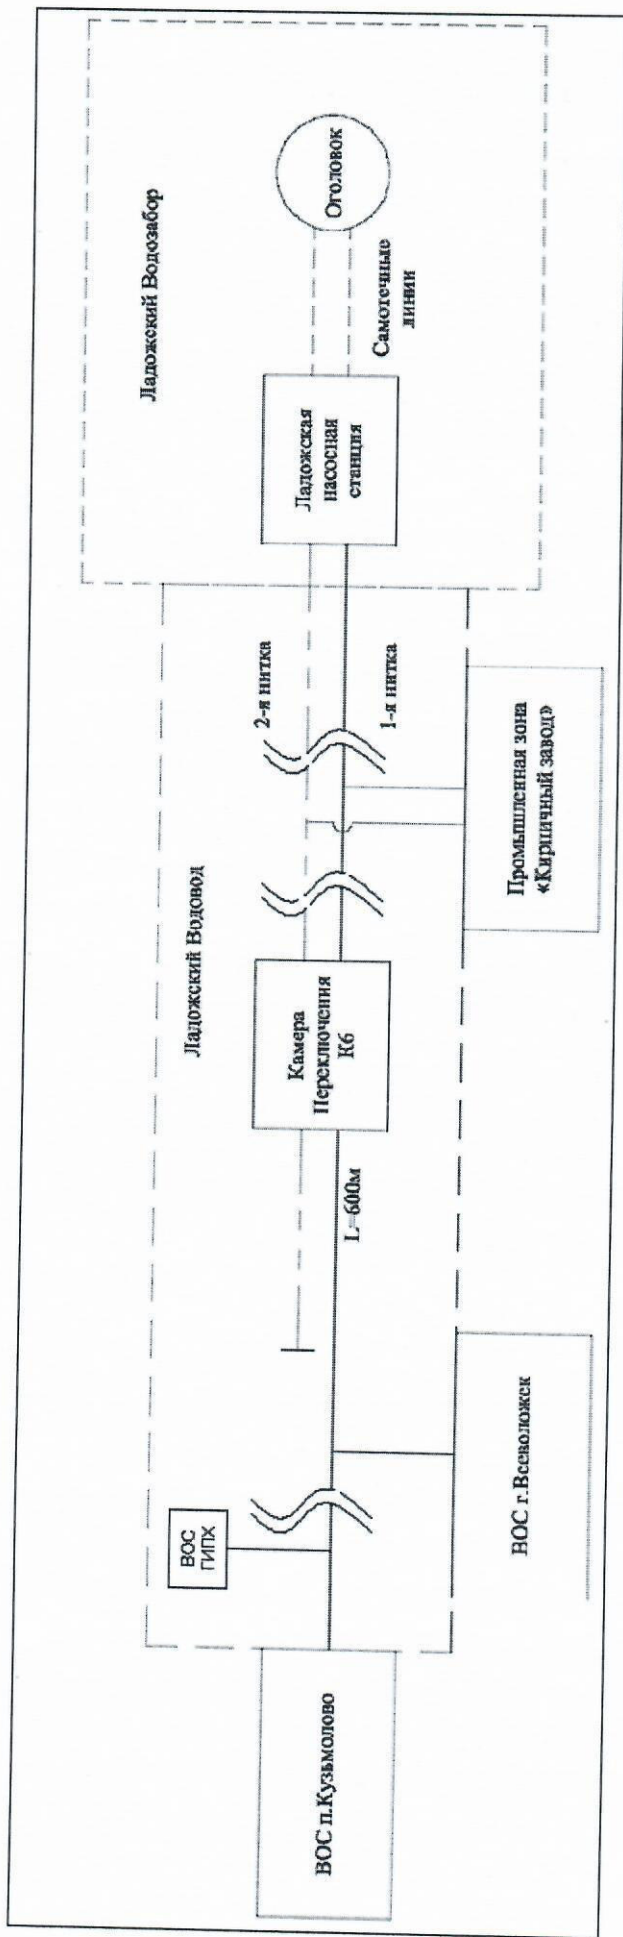 Ладожский Водозабор
Оголовок
Самотечные
линии
Ладожская
насосная
станция
Ладожский Водовод
2-я нитка
1-я нитка
Промышленная зона
«Кирпичный завод»
Камера
Переключения
К6
L=600м
ВОС
ГИПХ
ВОС г.Всеволожск
ВОС п.Кузьмолово